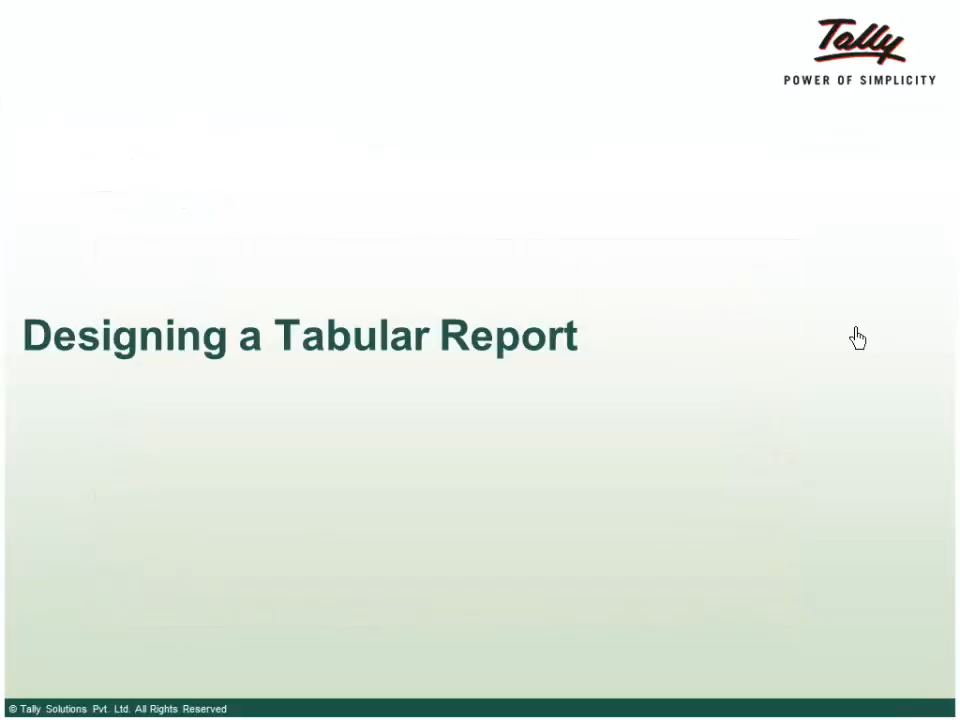 Tally
POWER OF SIMPLICITY
Designing a Tabular Report
© Tally Solutions Pvt. Ltd. All Rights Reserved